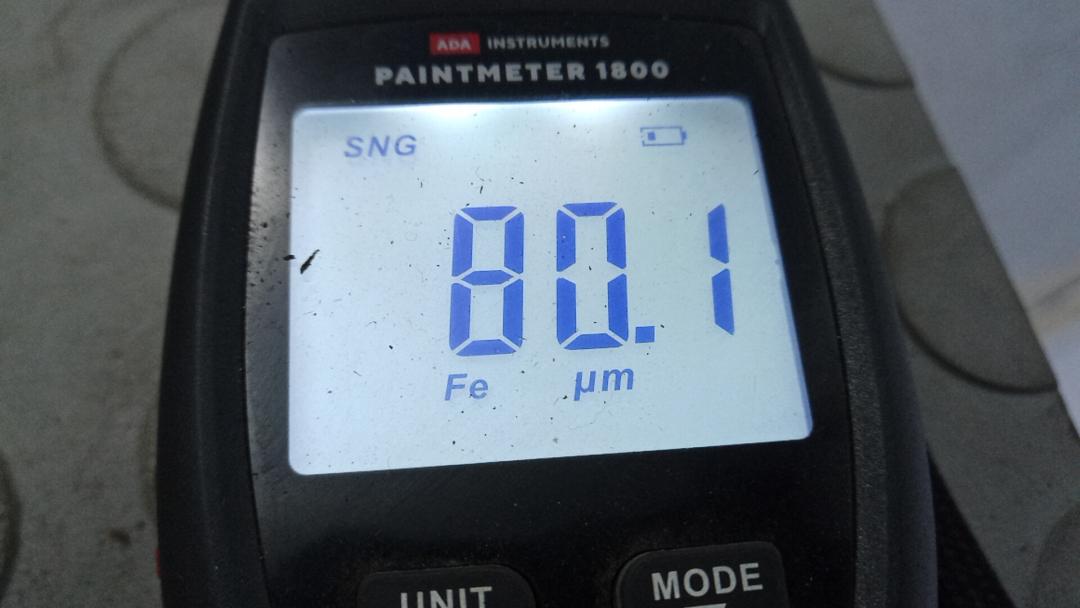 ADA INSTRUMENTS
PAINTMETER 1800
SNG
80.1
Fe µm
UNIT MODE